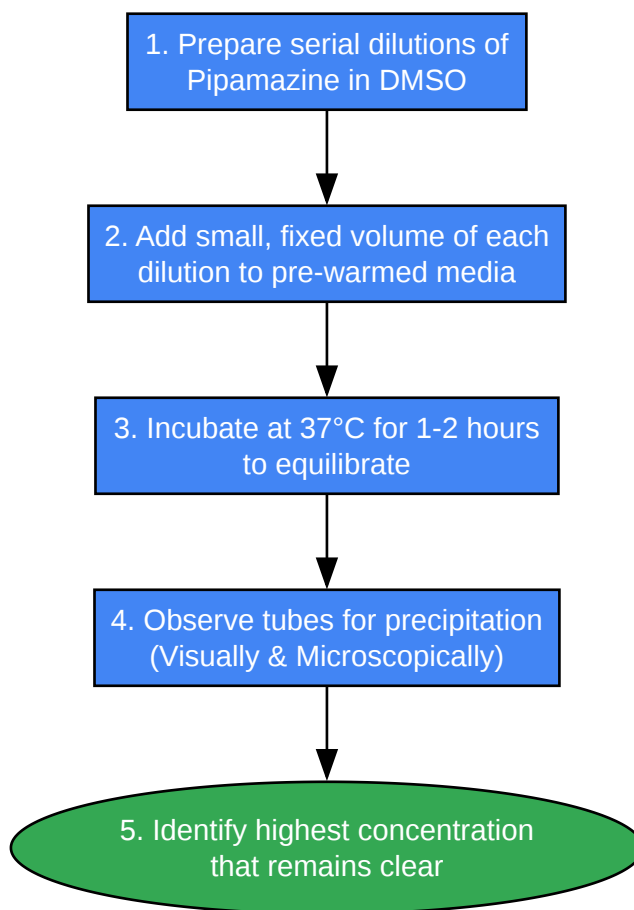 1. Prepare serial dilutions of
Pipamazine in DMSO
2. Add small, fixed volume of each
dilution to pre-warmed media
3. Incubate at 37°C for 1-2 hours
to equilibrate
4. Observe tubes for precipitation
(Visually & Microscopically)
5. Identify highest concentration
that remains clear